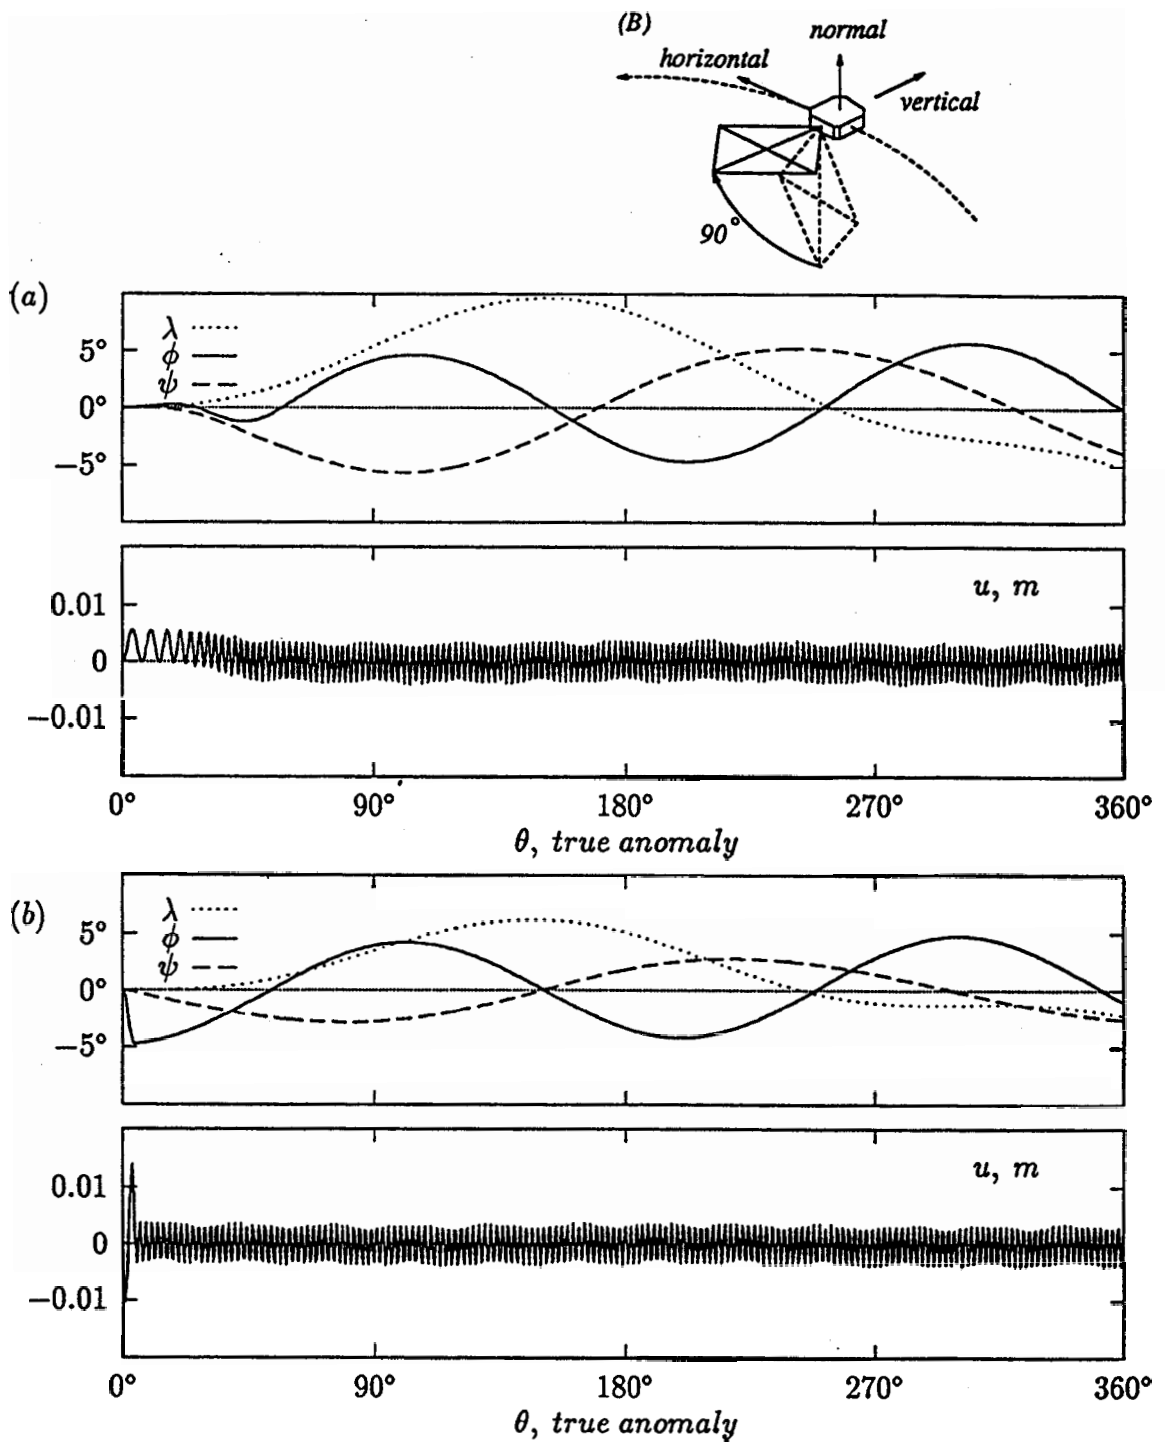 (B)
normal
horizontal
vertical
90°
(a)
λ
ϕ
ψ
5°
0°
−5°
u, m
0.01
0
−0.01
0° 90° 180° 270° 360°
θ, true anomaly
(b)
λ
ϕ
ψ
5°
0°
−5°
u, m
0.01
0
−0.01
0° 90° 180° 270° 360°
θ, true anomaly